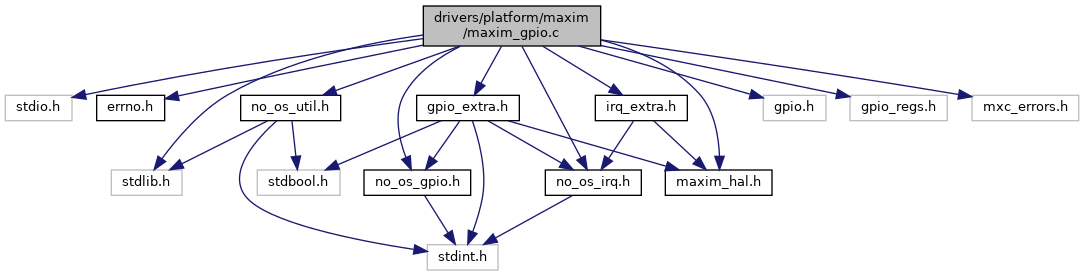 drivers/platform/maxim
/maxim_gpio.c
stdio.h
errno.h
no_os_util.h
gpio_extra.h
irq_extra.h
gpio.h
gpio_regs.h
mxc_errors.h
stdlib.h
stdbool.h
no_os_gpio.h
no_os_irq.h
maxim_hal.h
stdint.h